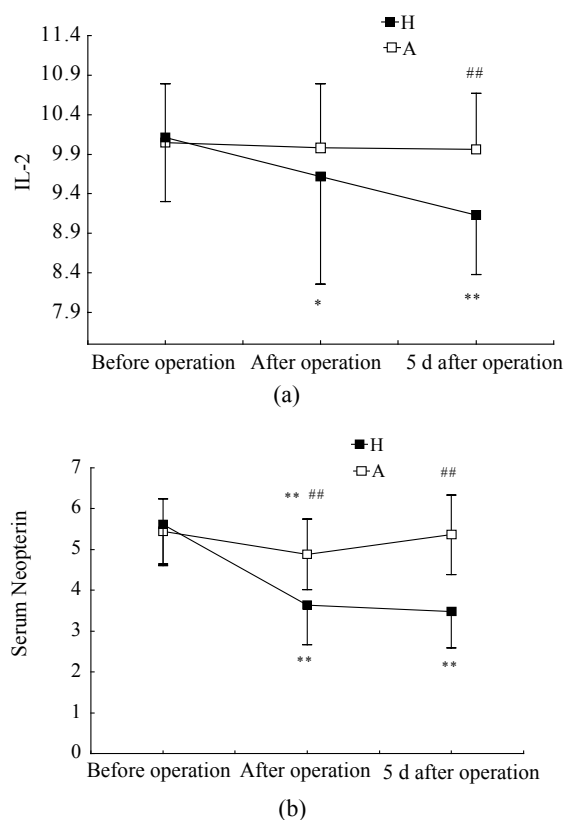 H
A
11.4
10.9
10.4
9.9
9.4
8.9
8.4
7.9
IL-2
##
*
**
Before operation After operation 5 d after operation
(a)
H
A
7
6
5
4
3
2
1
0
Serum Neopterin
** ##
##
**
**
Before operation After operation 5 d after operation
(b)